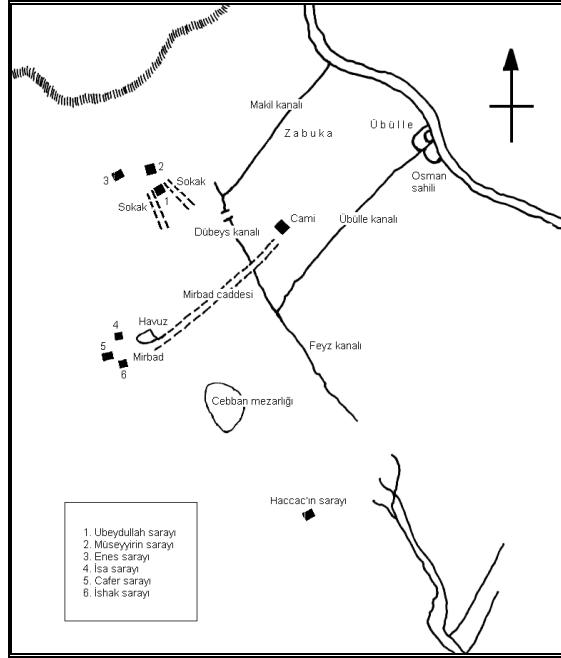 Makil kanalı
Zabuka
Übülle
Osman
sahili
2
3
Sokak
1
Sokak
Cami
Übülle kanalı
Dübeys kanalı
Mirbad caddesi
Havuz
4
5
Mirbad
6
Feyz kanalı
Cebban mezarlığı
Haccac'ın sarayı
1. Ubeydullah sarayı
2. Müseyyirin sarayı
3. Enes sarayı
4. İsa sarayı
5. Cafer sarayı
6. İshak sarayı